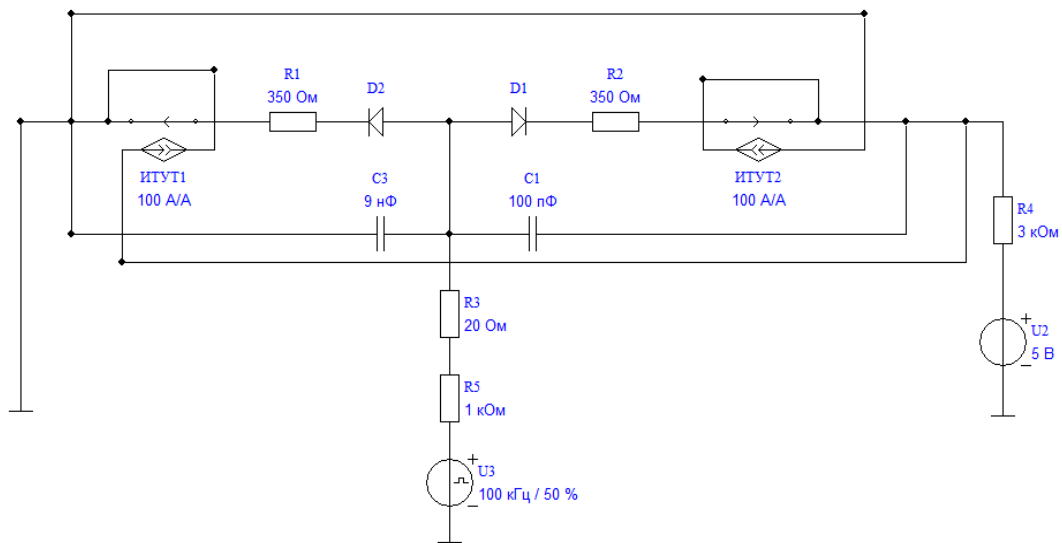 R1
350 Ом
D2
D1
R2
350 Ом
ИТУТ1
100 А/А
C3
9 нФ
C1
100 пФ
ИТУТ2
100 А/А
R4
3 кОм
R3
20 Ом
U2
5 В
R5
1 кОм
U3
100 кГц / 50 %